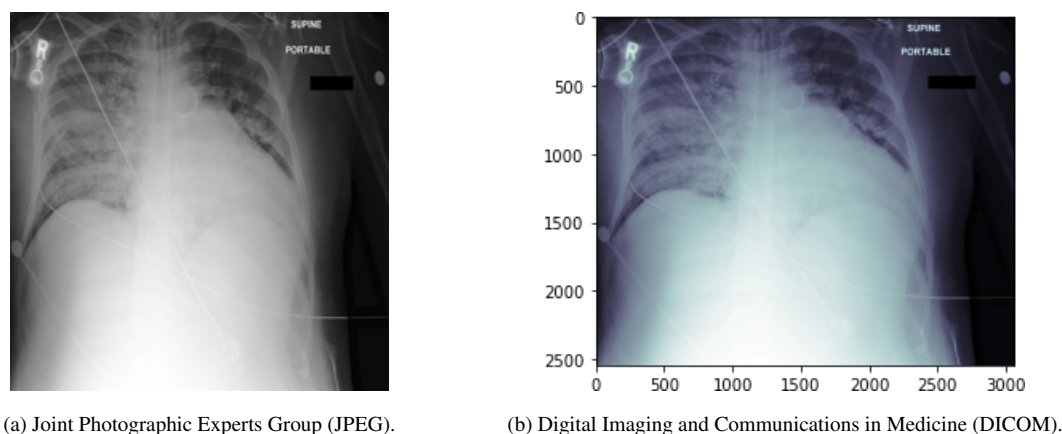 SUPINE
PORTABLE
R
0
500
1000
1500
2000
2500
0 500 1000 1500 2000 2500 3000
SUPINE
PORTABLE
R
(a) Joint Photographic Experts Group (JPEG).
(b) Digital Imaging and Communications in Medicine (DICOM).